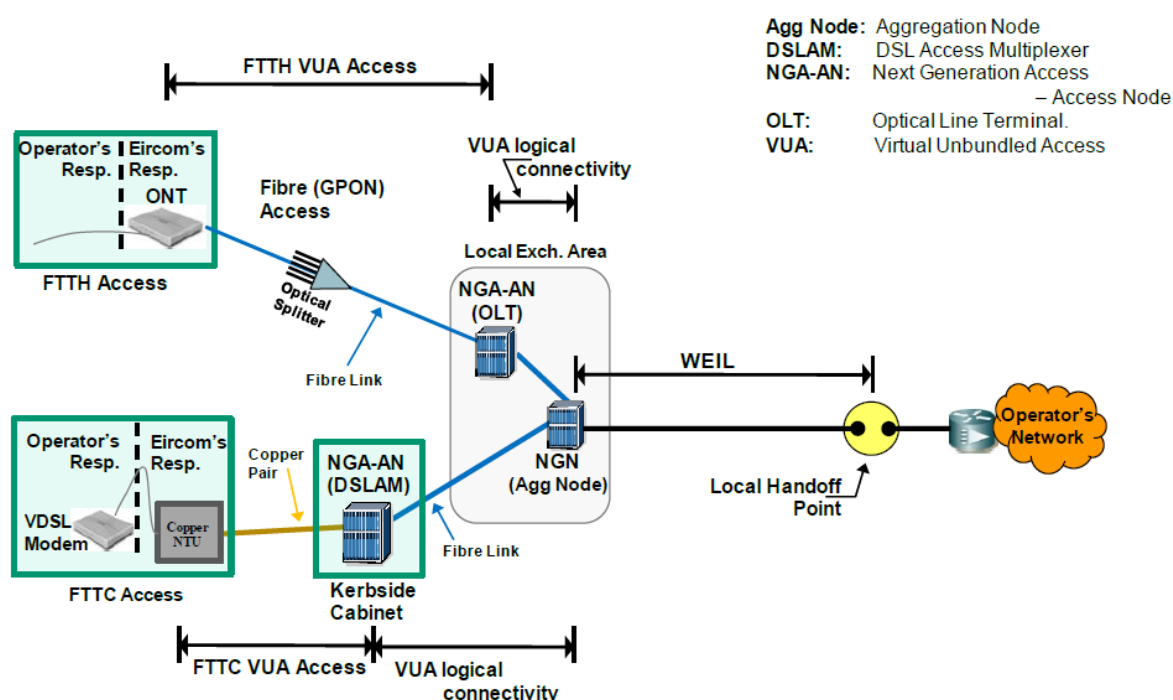 Agg Node: Aggregation Node
DSLAM: DSL Access Multiplexer
NGA-AN: Next Generation Access
– Access Node
OLT: Optical Line Terminal.
VUA: Virtual Unbundled Access
FTTH VUA Access
Operator's
Resp.
Eircom's
Resp.
ONT
FTTH Access
Fibre (GPON)
Access
Optical
Splitter
Fibre Link
VUA logical
connectivity
Local Exch. Area
NGA-AN
(OLT)
NGN
(Agg Node)
WEIL
Local Handoff
Point
Operator's
Network
Operator's
Resp.
Eircom's
Resp.
VDSL
Modem
Copper
NTU
FTTC Access
Copper
Pair
NGA-AN
(DSLAM)
Kerbside
Cabinet
Fibre Link
FTTC VUA Access
VUA logical
connectivity